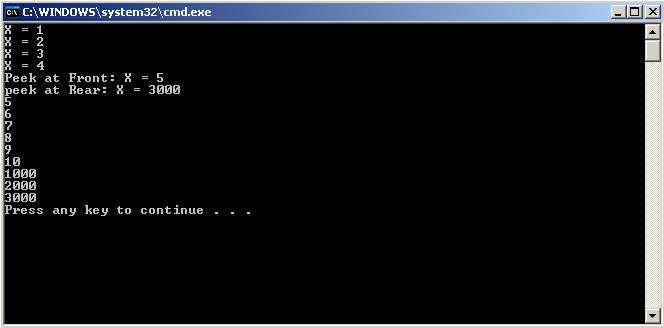 C:\WINDOWS\system32\cmd.exe
X = 1
X = 2
X = 3
X = 4
Peek at Front: X = 5
peek at Rear: X = 3000
5
6
7
8
9
10
1000
2000
3000
Press any key to continue . . .